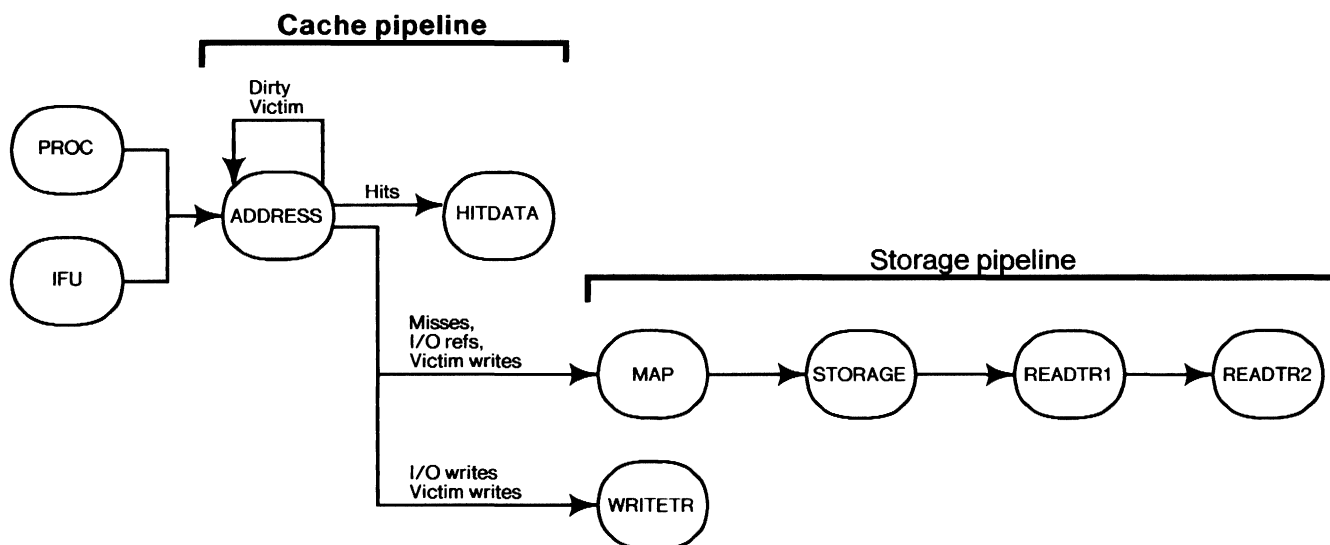 Cache pipeline
Dirty
Victim
PROC
ADDRESS
Hits
HITDATA
IFU
Storage pipeline
Misses,
I/O refs,
Victim writes
MAP
STORAGE
READTR1
READTR2
I/O writes
Victim writes
WRITETR